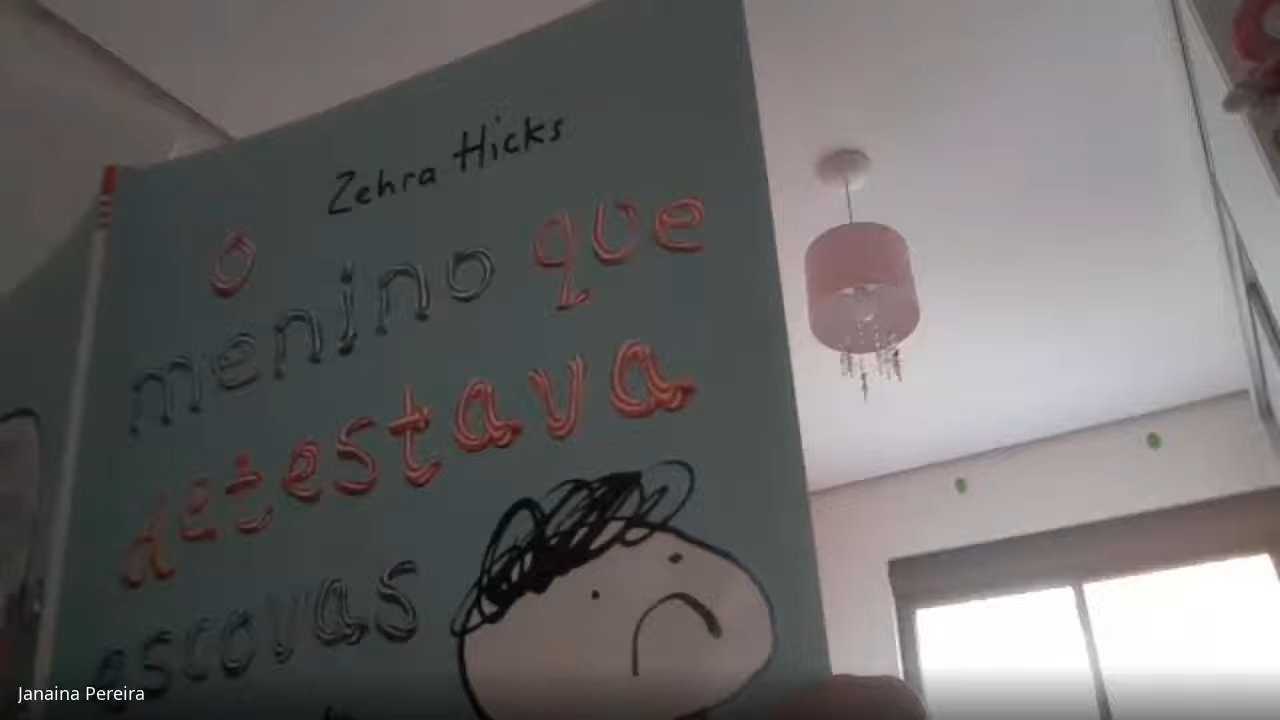 Zehra Hicks
O
menino que
detestava
escovas
Janaina Pereira